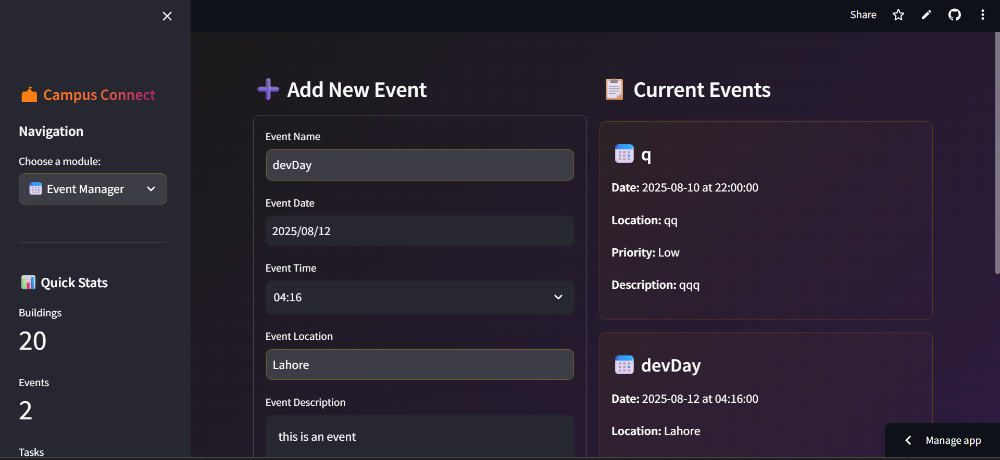 Share
Campus Connect
Navigation
Choose a module:
Event Manager
Quick Stats
Buildings
20
Events
2
Tasks
Add New Event
Event Name
devDay
Event Date
2025/08/12
Event Time
04:16
Event Location
Lahore
Event Description
this is an event
Current Events
q
Date: 2025-08-10 at 22:00:00
Location: qq
Priority: Low
Description: qqq
devDay
Date: 2025-08-12 at 04:16:00
Location: Lahore
Manage app